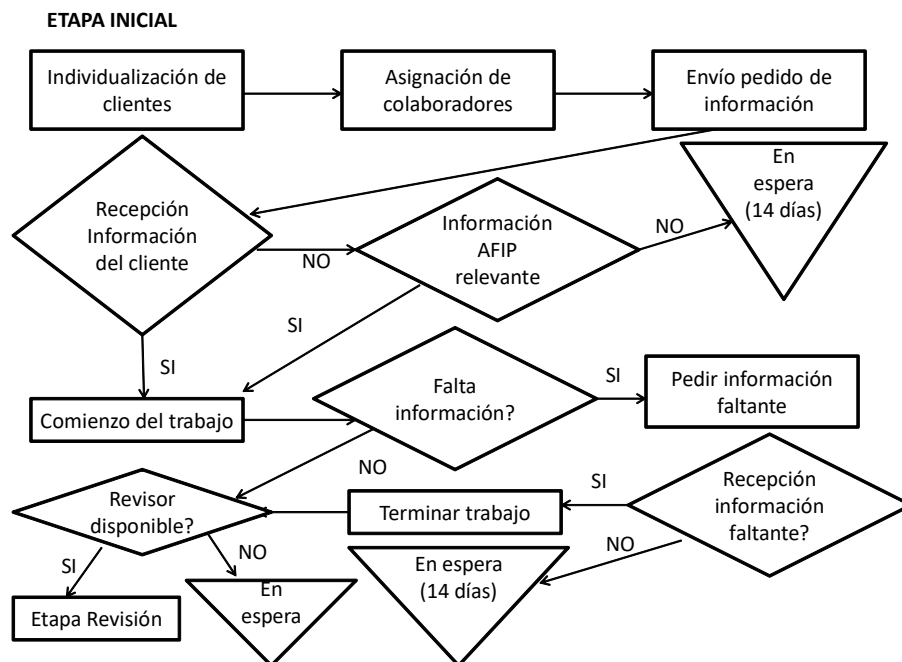 ETAPA INICIAL
Individualización de
clientes
Asignación de
colaboradores
Envío pedido de
información
Recepción
Información
del cliente
NO
Información
AFIP
relevante
NO
En
espera
(14 días)
SI
SI
Comienzo del trabajo
Falta
información?
SI
Pedir información
faltante
NO
Revisor
disponible?
Terminar trabajo
SI
Recepción
información
faltante?
NO
SI
NO
En espera
(14 días)
Etapa Revisión
En
espera